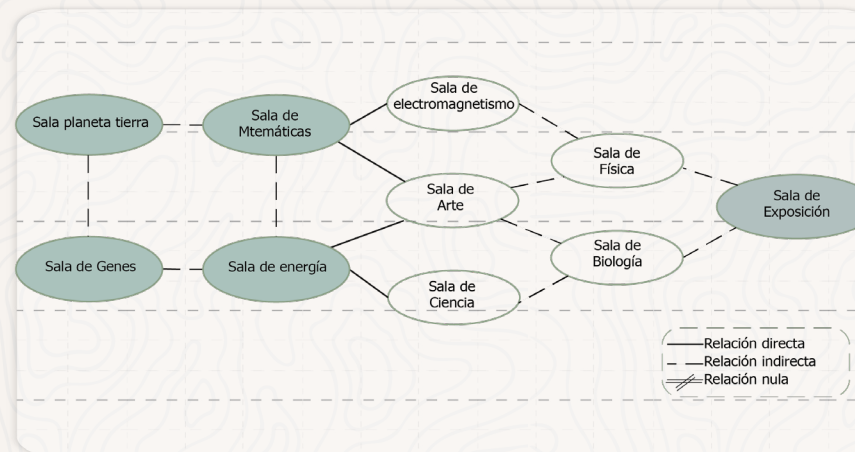 Sala planeta tierra
Sala de
Mtemáticas
Sala de
electromagnetismo
Sala de
Física
Sala de
Arte
Sala de
Exposición
Sala de Genes
Sala de energía
Sala de
Biología
Sala de
Ciencia
Relación directa
Relación indirecta
Relación nula